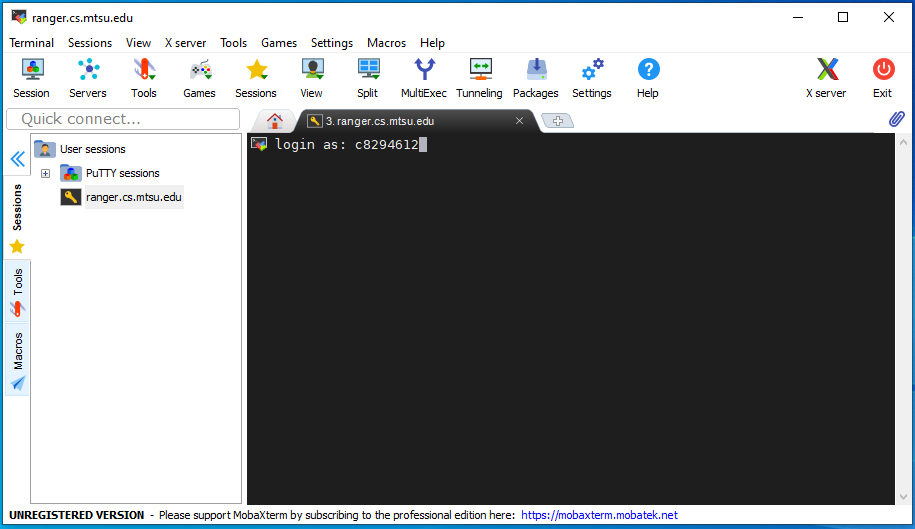 ranger.cs.mtsu.edu
Terminal Sessions View X server Tools Games Settings Macros Help
Session Servers Tools Games Sessions View Split MultiExec Tunneling Packages Settings Help X server Exit
Quick connect...
3. ranger.cs.mtsu.edu
User sessions
PuTTY sessions
ranger.cs.mtsu.edu
Sessions
Tools
Macros
login as: c8294612
UNREGISTERED VERSION - Please support MobaXterm by subscribing to the professional edition here: https://mobaxterm.mobatek.net